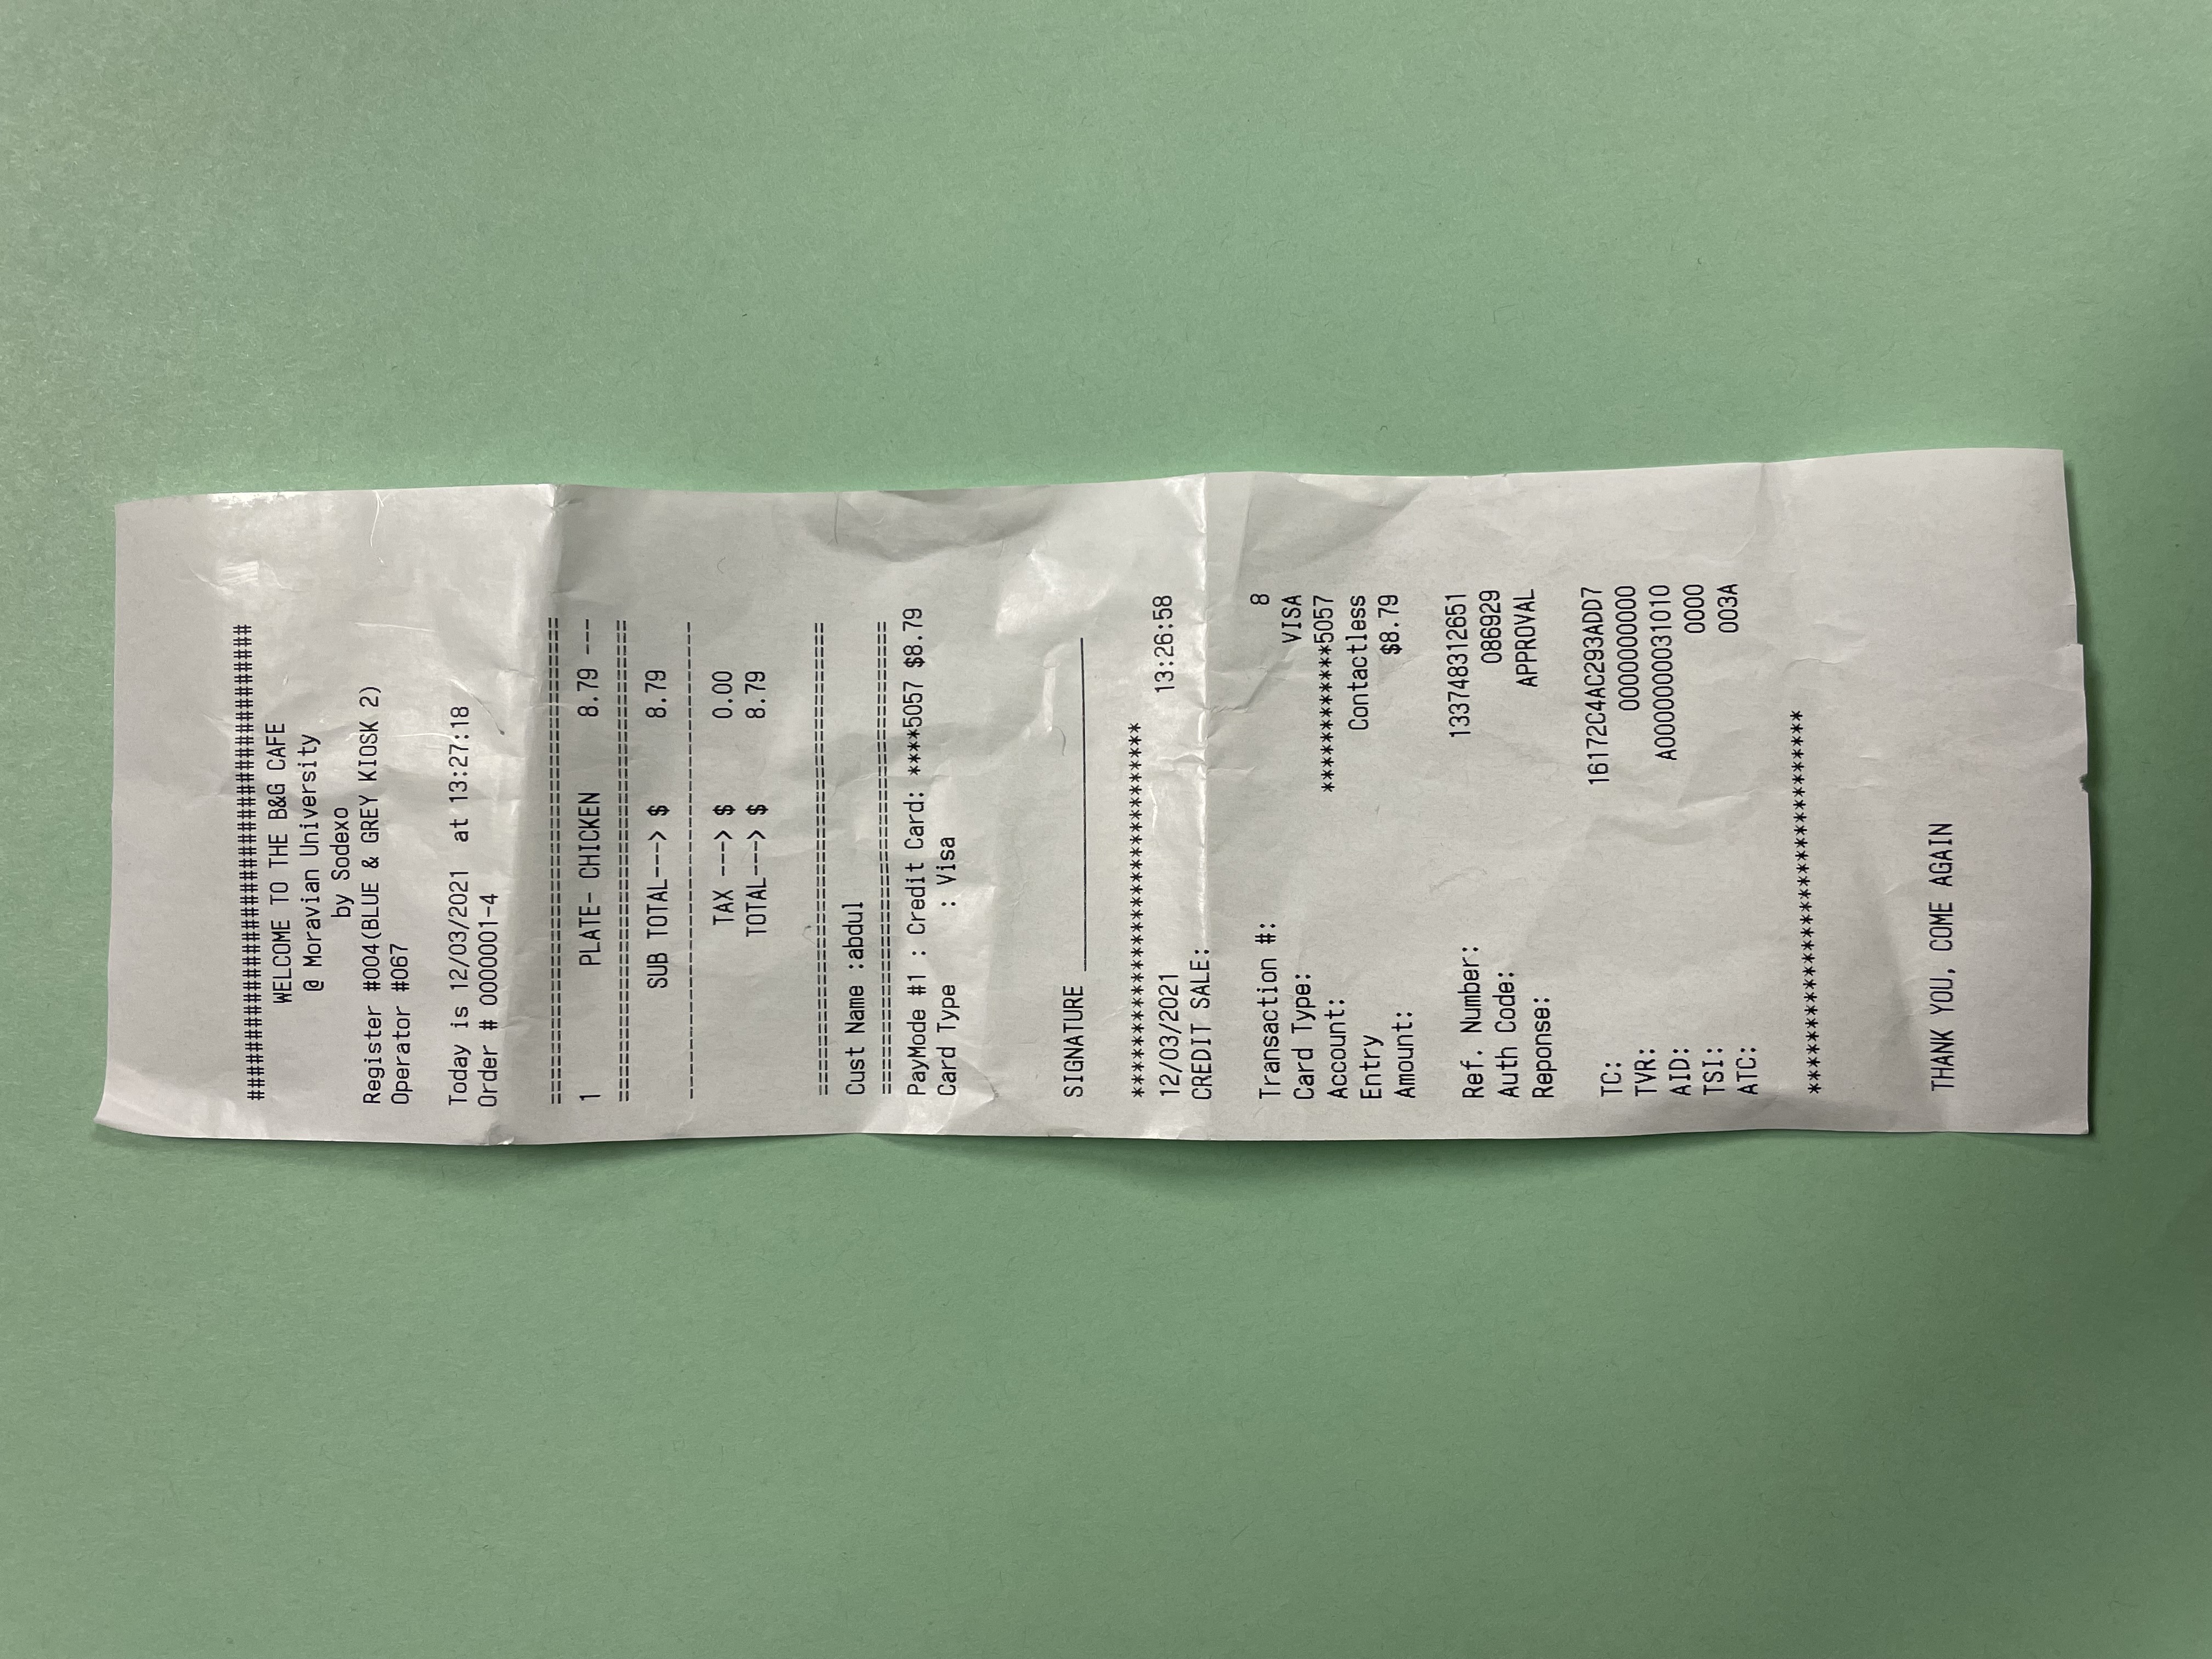 #######################################
WELCOME TO THE B&G CAFE
@ Moravian University
by Sodexo
Register #004(BLUE & GREY KIOSK 2)
Operator #067
Today is 12/03/2021 at 13:27:18
Order # 0000001-4
=======================================
1 PLATE- CHICKEN 8.79 ---
=======================================
SUB TOTAL---> $ 8.79
---------------------------------------
TAX ---> $ 0.00
TOTAL---> $ 8.79
=======================================
Cust Name :abdul
=======================================
PayMode #1 : Credit Card: ****5057 $8.79
Card Type : Visa
SIGNATURE ___________________________
******************************
12/03/2021 13:26:58
CREDIT SALE:
Transaction #: 8
Card Type: VISA
Account: ************5057
Entry Contactless
Amount: $8.79
Ref. Number: 133748312651
Auth Code: 086929
Reponse: APPROVAL
TC: 16172C4AC293ADD7
TVR: 0000000000
AID: A0000000031010
TSI: 0000
ATC: 003A
******************************
THANK YOU, COME AGAIN